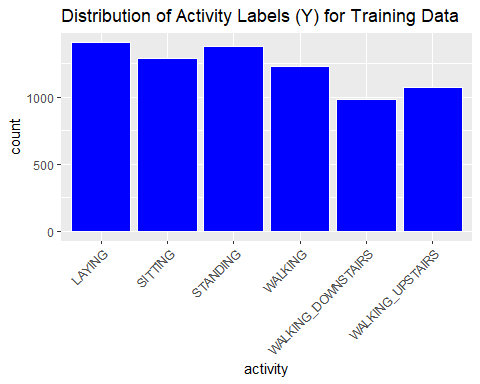 Distribution of Activity Labels (Y) for Training Data
count
1000
500
0
LAYING
SITTING
STANDING
WALKING
WALKING_DOWNSTAIRS
WALKING_UPSTAIRS
activity